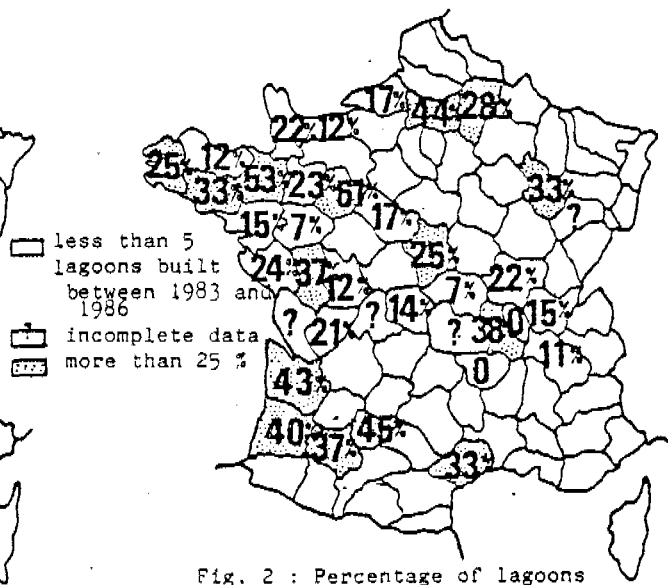 17% 44% 28%
22% 12%
25% 12% 53% 23% 67%
33%
33% ?
15% 7% 17%
25%
24% 37% 12%
7% 22%
? 21% ? 14% ? 38 0 15%
11%
0
43%
40% 37% 46%
33%
less than 5
lagoons built
between 1983 and
1986
? incomplete data
more than 25 %
Fig. 2 : Percentage of lagoons